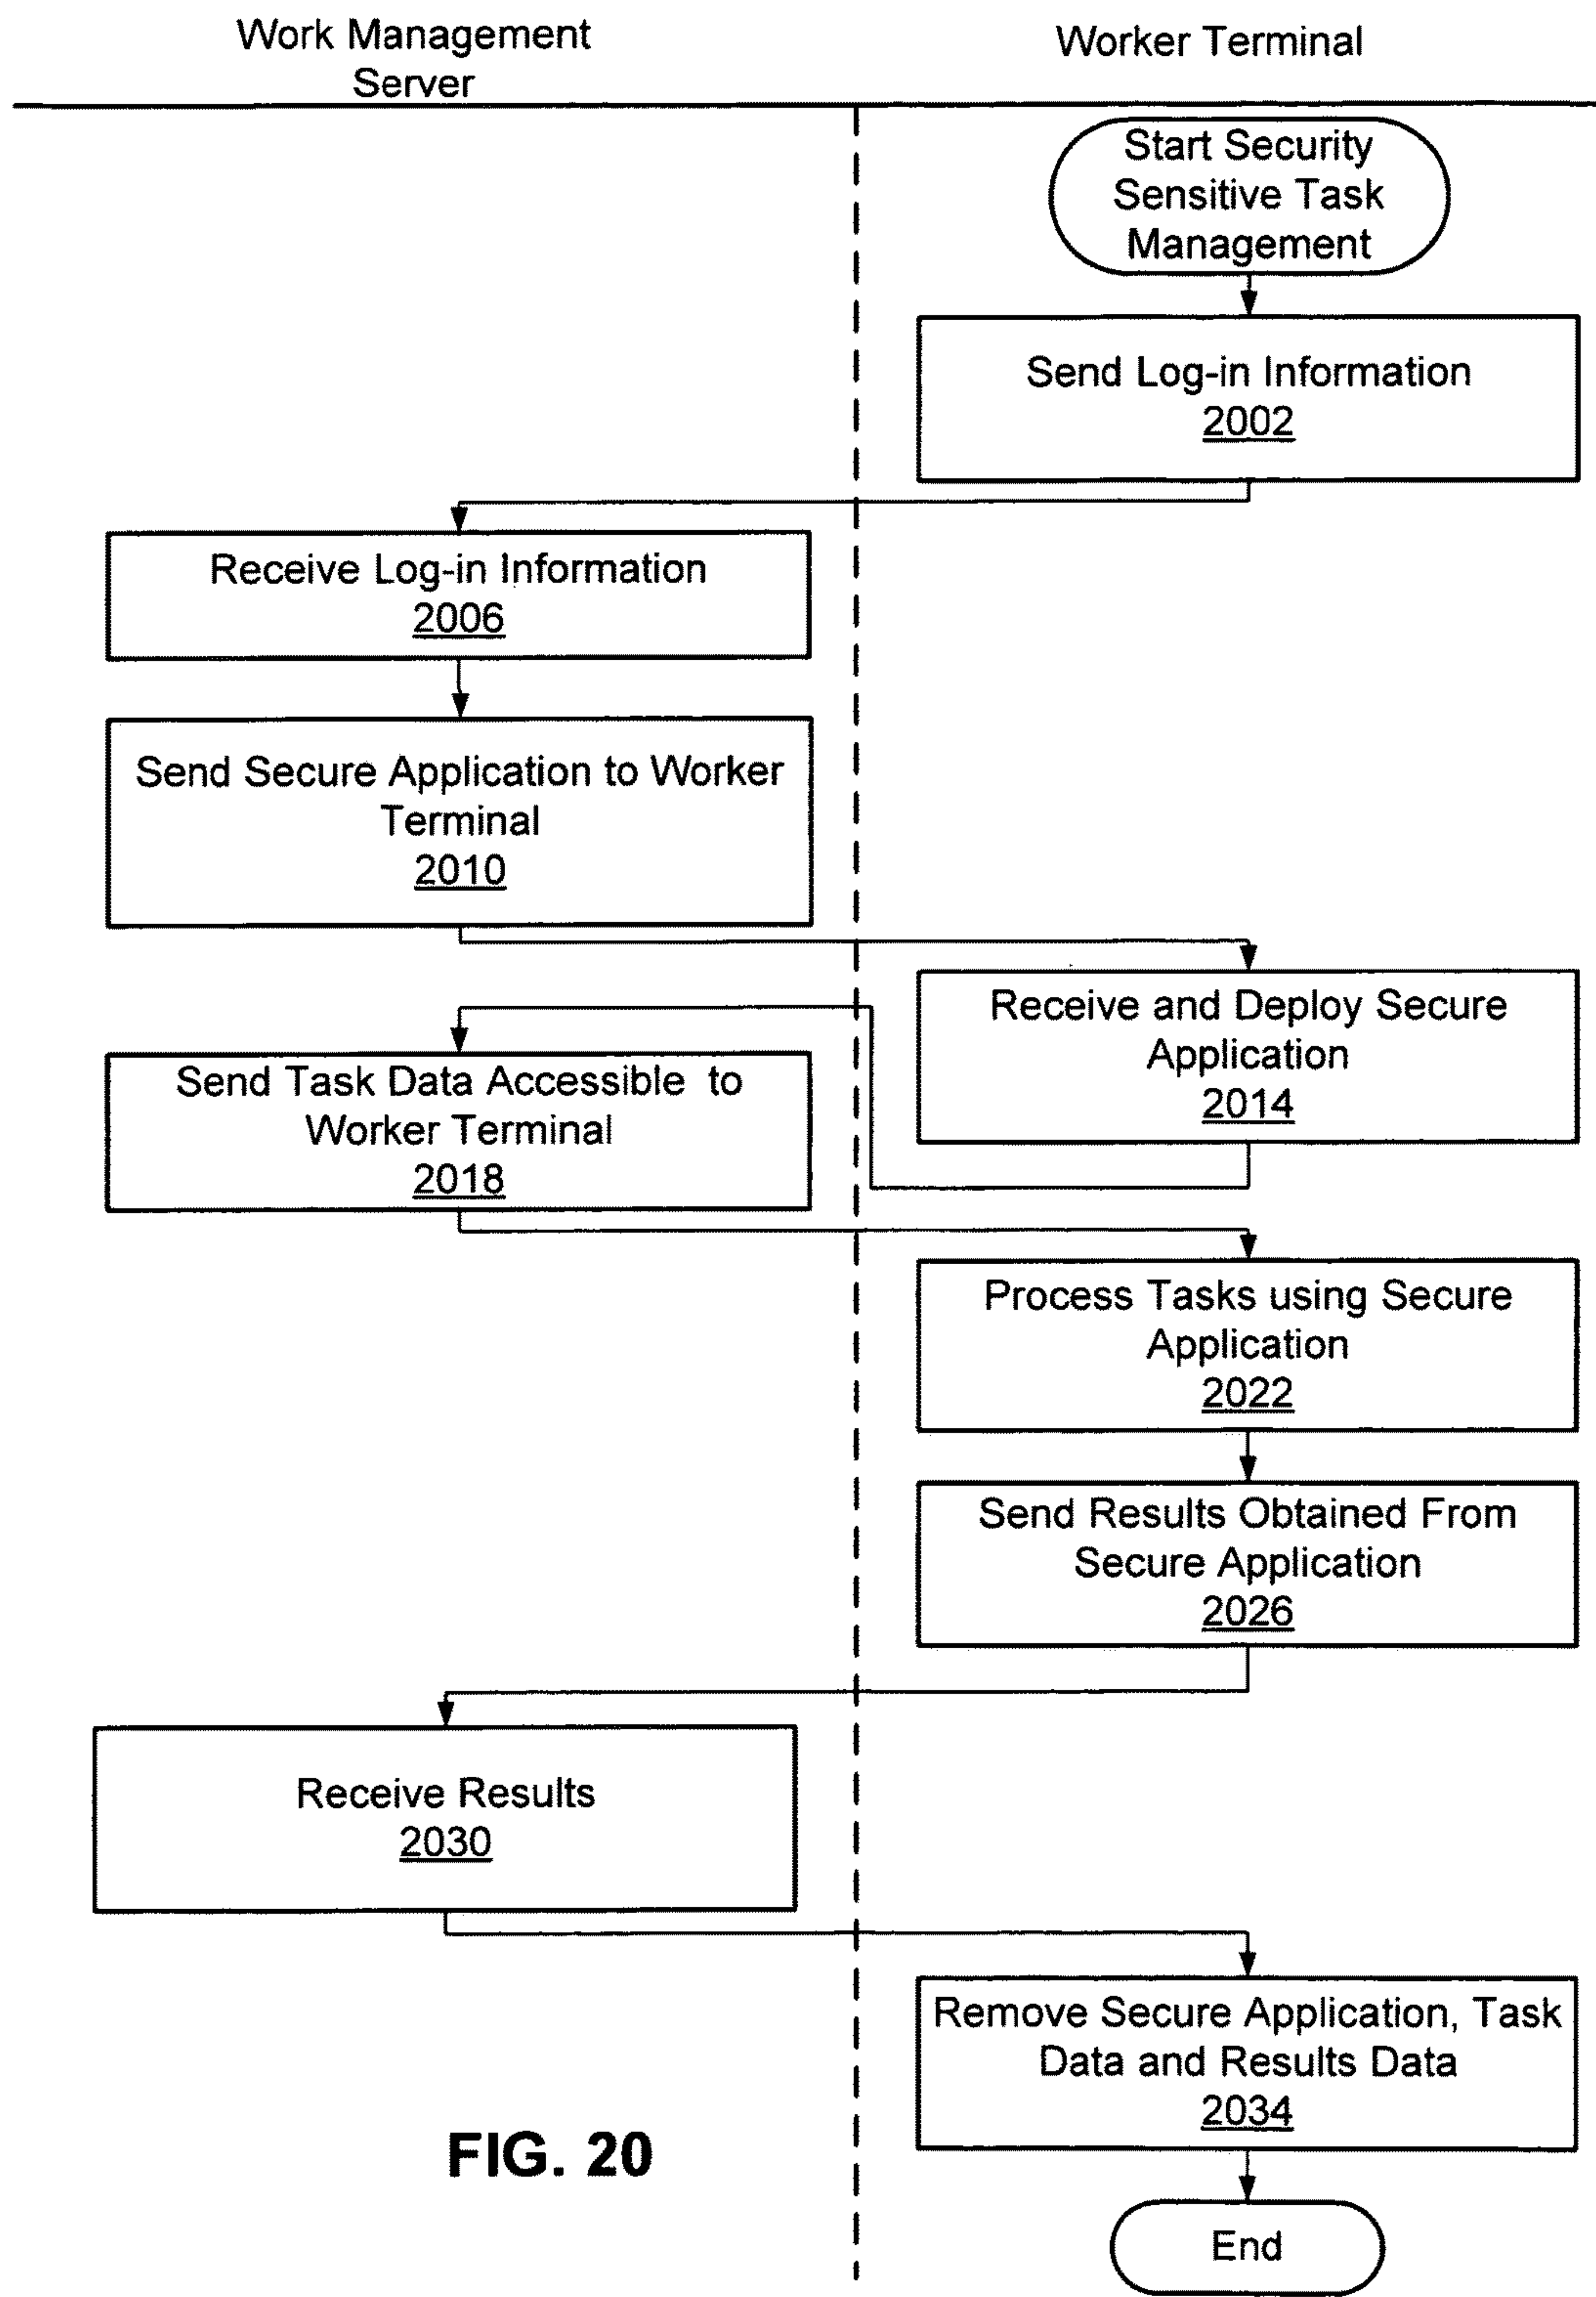 Work Management
Server
Worker Terminal
Start Security
Sensitive Task
Management
Send Log-in Information
2002
Receive Log-in Information
2006
Send Secure Application to Worker
Terminal
2010
Receive and Deploy Secure
Application
2014
Send Task Data Accessible to
Worker Terminal
2018
Process Tasks using Secure
Application
2022
Send Results Obtained From
Secure Application
2026
Receive Results
2030
Remove Secure Application, Task
Data and Results Data
2034
FIG. 20
End